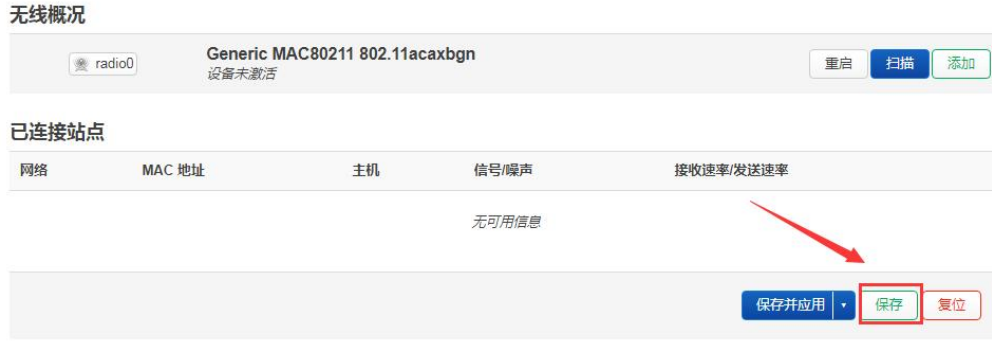 无线概况
radio0
Generic MAC80211 802.11acaxbgn
设备未激活
重启 扫描 添加
已连接站点
网络 MAC 地址 主机 信号/噪声 接收速率/发送速率
无可用信息
保存并应用 保存 复位